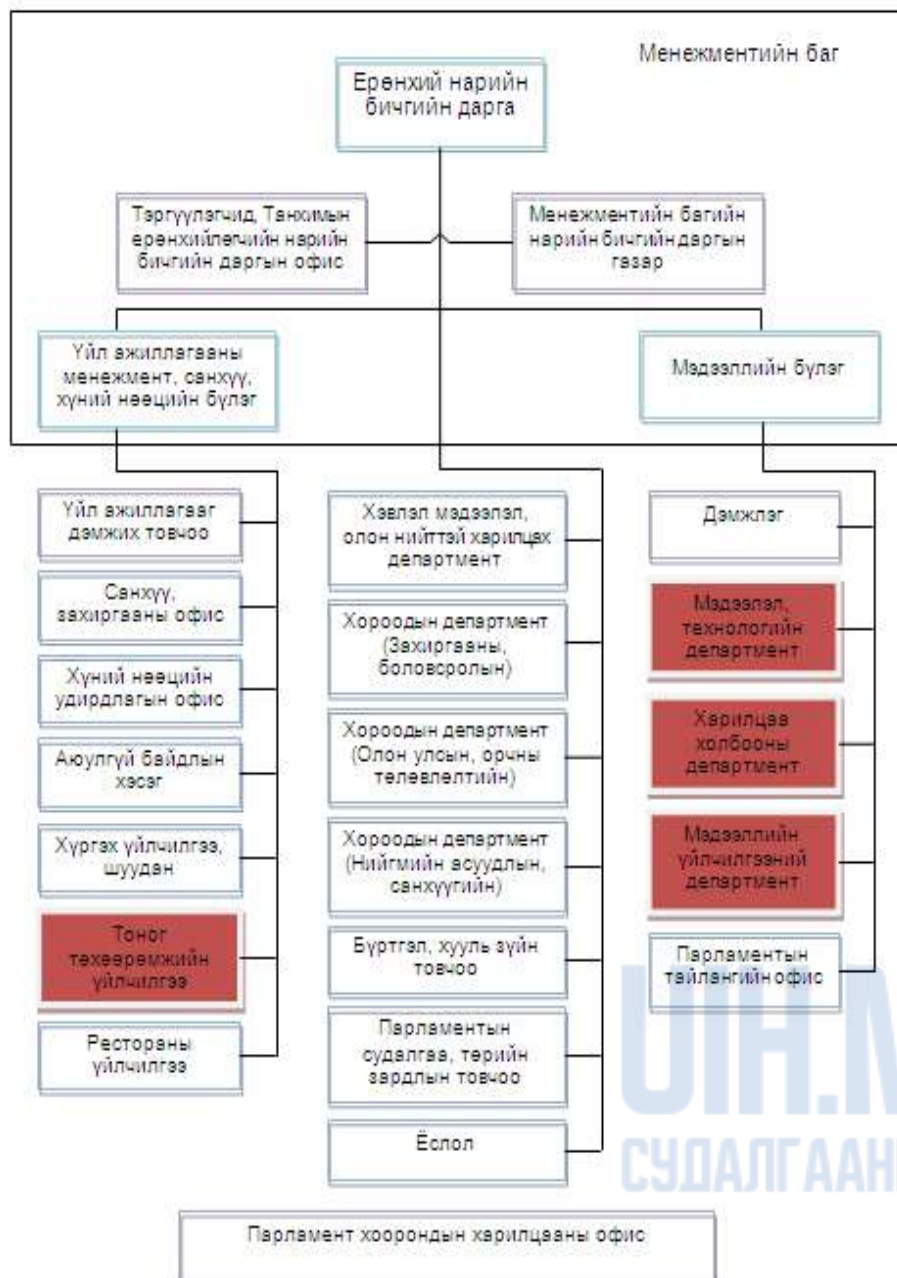 Менежментийн баг
Ерөнхий нарийн
бичгийн дарга
Тэргүүлэгчид, Танхимын
ерөнхийлөгчийн нарийн
бичгийн даргын офис
Менежментийн багийн
нарийн бичгийн даргын
газар
Үйл ажиллагааны
менежмент, санхүү,
хүний нөөцийн бүлэг
Мэдээллийн бүлэг
Үйл ажиллагааг
дэмжих товчоо
Санхүү,
захиргааны офис
Хүний нөөцийн
удирдлагын офис
Аюулгүй байдлын
хэсэг
Хүргэх үйлчилгээ,
шуудан
Тоног
төхөөрөмжийн
үйлчилгээ
Рестораны
үйлчилгээ
Хэвлэл мэдээлэл,
олон нийттэй харилцах
департмент
Хороодын департмент
(Захиргааны,
боловсролын)
Хороодын департмент
(Олон улсын, орчны
төлөвлөлтийн)
Хороодын департмент
(Нийгмийн асуудлын,
санхүүгийн)
Бүртгэл, хууль зүйн
товчоо
Парламентын
судалгаа, төрийн
зардлын товчоо
Ёслол
Дэмжлэг
Мэдээлэл,
технологийн
департмент
Харилцаа
холбооны
департмент
Мэдээллийн
үйлчилгээний
департмент
Парламентын
тайлангийн офис
UIH.M
СУДАЛГААН
Парламент хоорондын харилцааны офис